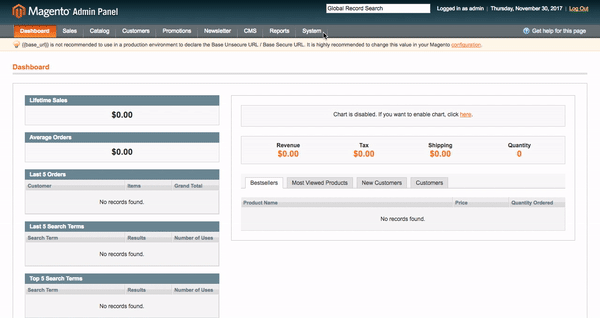 Magento Admin Panel
Global Record Search
Logged in as admin | Thursday, November 30, 2017 | Log Out
Dashboard Sales Catalog Customers Promotions Newsletter CMS Reports System
Get help for this page
{{base_url}} is not recommended to use in a production environment to declare the Base Unsecure URL / Base Secure URL. It is highly recommended to change this value in your Magento configuration.
Dashboard
Lifetime Sales
$0.00
Average Orders
$0.00
Last 5 Orders
Customer Items Grand Total
No records found.
Last 5 Search Terms
Search Term Results Number of Uses
No records found.
Top 5 Search Terms
Search Term Results Number of Uses
No records found.
Chart is disabled. If you want to enable chart, click here.
Revenue Tax Shipping Quantity
$0.00 $0.00 $0.00 0
Bestsellers Most Viewed Products New Customers Customers
Product Name Price Quantity Ordered
No records found.